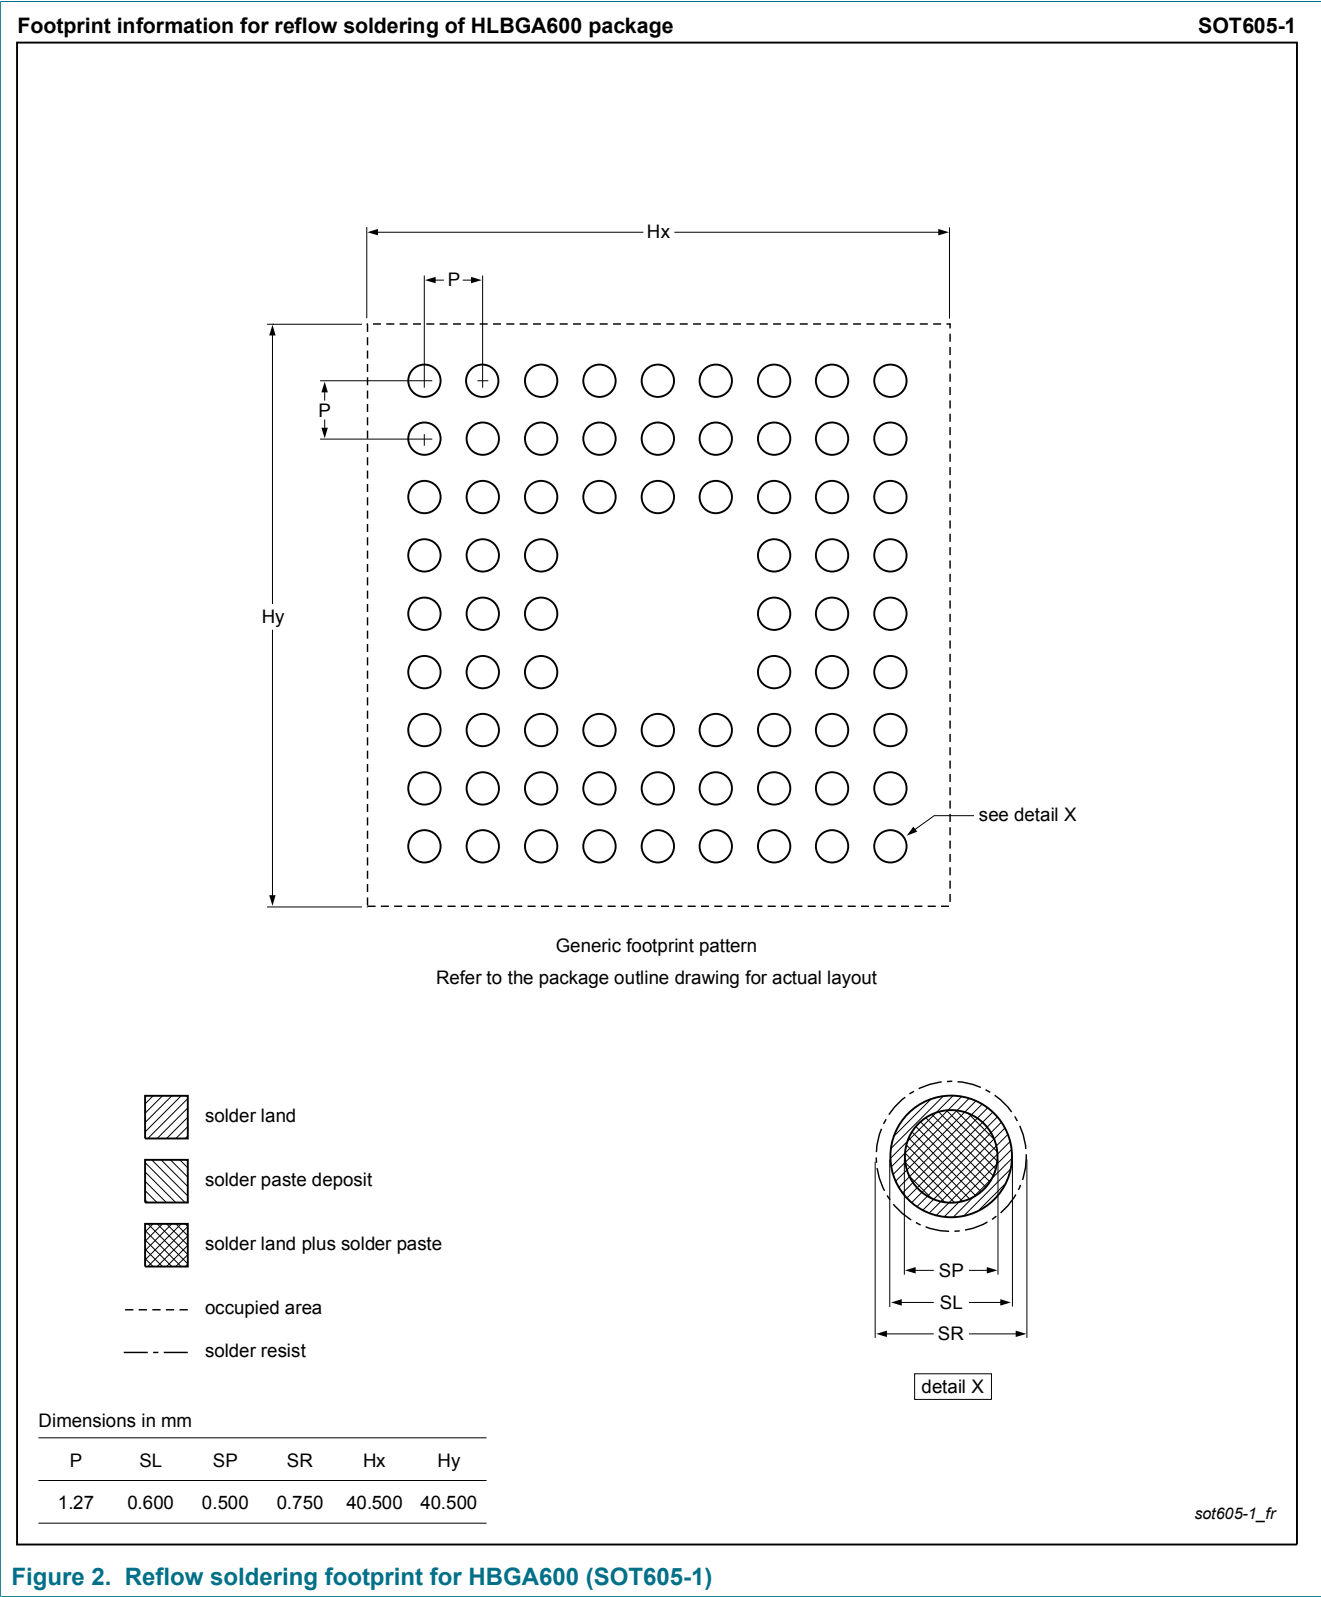 Footprint information for reflow soldering of HLBGA600 package SOT605-1
Hx
P
P
Hy
see detail X
Generic footprint pattern
Refer to the package outline drawing for actual layout
solder land
solder paste deposit
solder land plus solder paste
occupied area
solder resist
SP
SL
SR
detail X
Dimensions in mm
P SL SP SR Hx Hy
1.27 0.600 0.500 0.750 40.500 40.500
sot605-1_fr
Figure 2. Reflow soldering footprint for HBGA600 (SOT605-1)